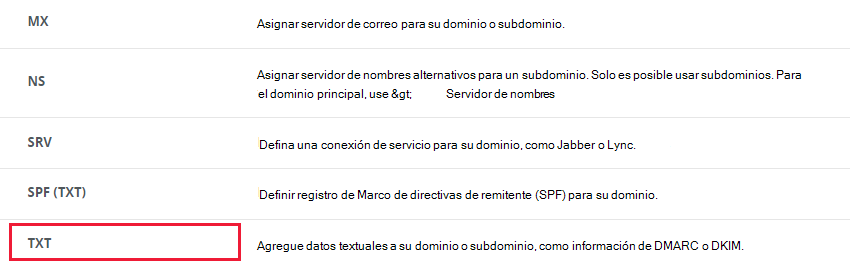 MX Asignar servidor de correo para su dominio o subdominio.
NS Asignar servidor de nombres alternativos para un subdominio. Solo es posible usar subdominios. Para
el dominio principal, use &gt; Servidor de nombres
SRV Defina una conexión de servicio para su dominio, como Jabber o Lync.
SPF (TXT) Definir registro de Marco de directivas de remitente (SPF) para su dominio.
TXT Agregue datos textuales a su dominio o subdominio, como información de DMARC o DKIM.